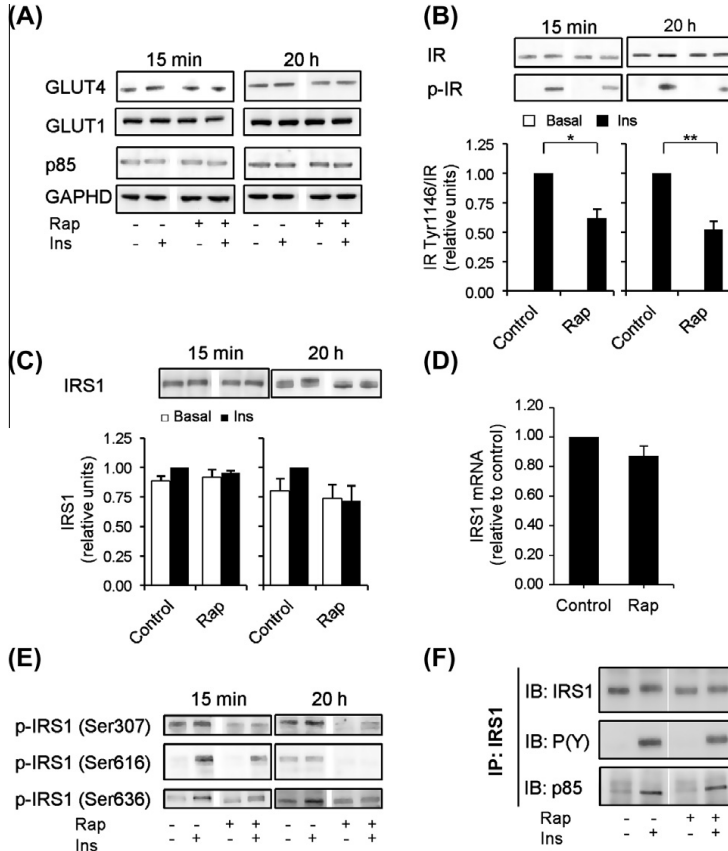 (A)
15 min 20 h
GLUT4
GLUT1
p85
GAPHD
Rap - - + + - - + +
Ins - + - + - + - +
(B)
15 min 20 h
IR
p-IR
Basal Ins
* **
IR Tyr1146/IR
(relative units)
1.25
1.00
0.75
0.50
0.25
0.00
Control Rap Control Rap
(C)
15 min 20 h
IRS1
Basal Ins
IRS1
(relative units)
1.25
1.00
0.75
0.50
0.25
0.00
Control Rap Control Rap
(D)
IRS1 mRNA
(relative to control)
1.20
1.00
0.80
0.60
0.40
0.20
0.00
Control Rap
(E)
15 min 20 h
p-IRS1 (Ser307)
p-IRS1 (Ser616)
p-IRS1 (Ser636)
Rap - - + + - - + +
Ins - + - + - + - +
(F)
IP: IRS1
IB: IRS1
IB: P(Y)
IB: p85
Rap - - + +
Ins - + - +